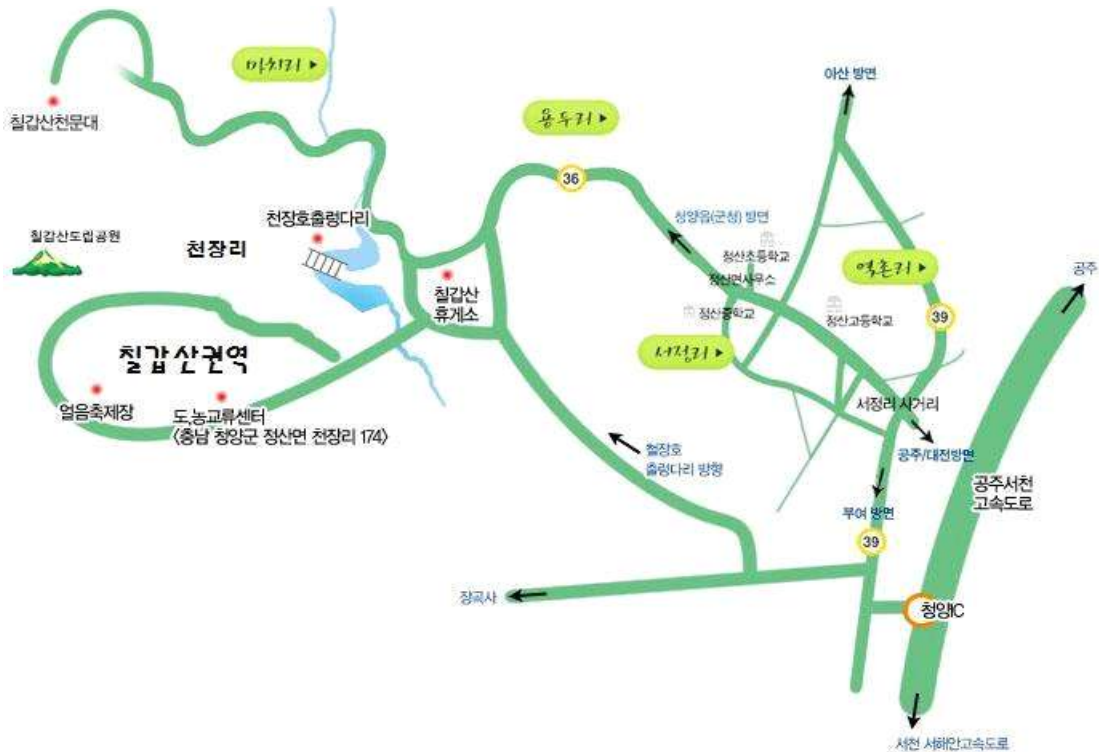 마치리▶
아산 방면
칠갑산천문대
용두리▶
36
천장호출렁다리
청양읍(군청) 방면
칠갑산도립공원
천장리
정산초등학교
정산면사무소
역촌리▶
공주
칠갑산
휴게소
정산중학교
정산고등학교
39
서정리▶
칠갑산권역
얼음축제장
도,농교류센터
<충남 청양군 정산면 천장리 174>
서정리 사거리
철장호
출렁다리 방향
공주/대전방면
공주서천
고속도로
부여 방면
39
장곡사
청양IC
서천 서해안고속도로